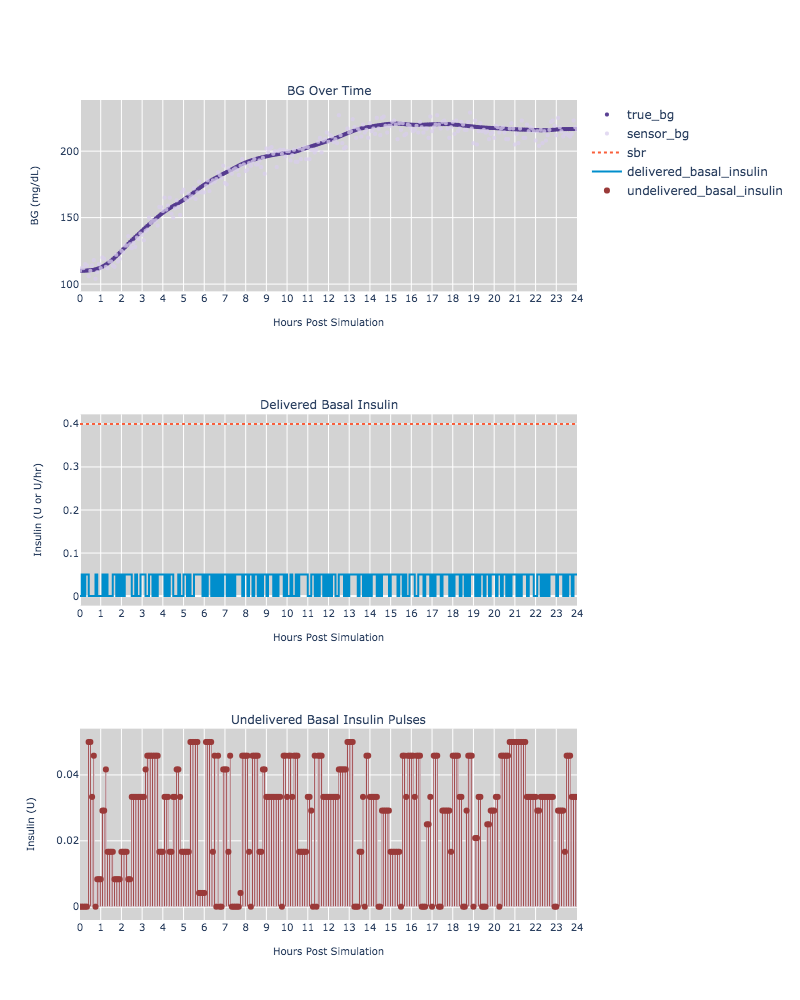 BG Over Time
true_bg
sensor_bg
sbr
delivered_basal_insulin
undelivered_basal_insulin
BG (mg/dL)
200
150
100
0 1 2 3 4 5 6 7 8 9 10 11 12 13 14 15 16 17 18 19 20 21 22 23 24
Hours Post Simulation
Delivered Basal Insulin
Insulin (U or U/hr)
0.4
0.3
0.2
0.1
0
0 1 2 3 4 5 6 7 8 9 10 11 12 13 14 15 16 17 18 19 20 21 22 23 24
Hours Post Simulation
Undelivered Basal Insulin Pulses
Insulin (U)
0.04
0.02
0
0 1 2 3 4 5 6 7 8 9 10 11 12 13 14 15 16 17 18 19 20 21 22 23 24
Hours Post Simulation